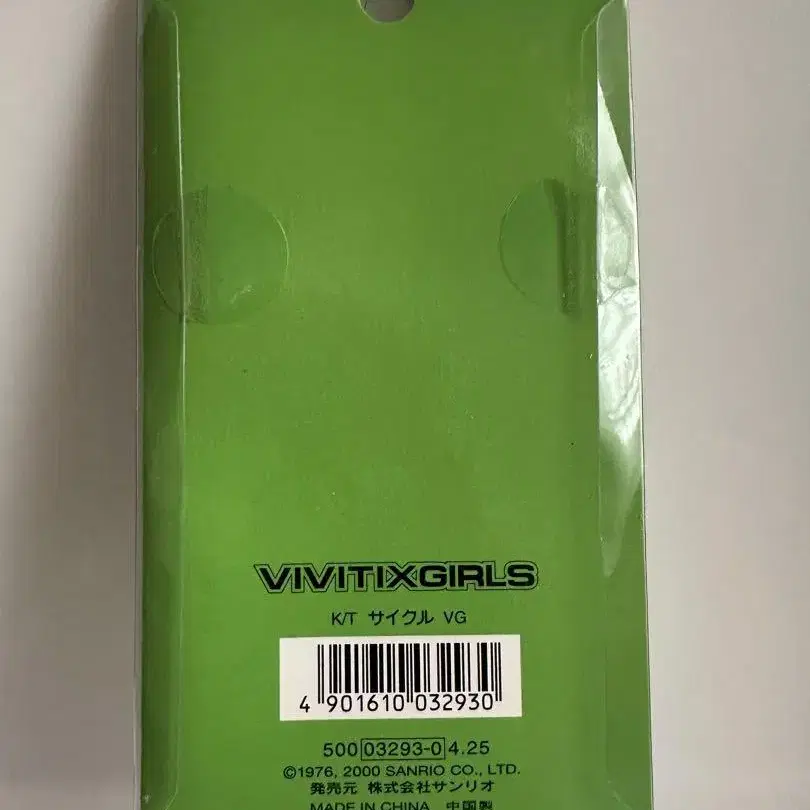 VIVITIXGIRLS
K/T サイクル VG
4 901610 032930
500 03293-0 4.25
©1976, 2000 SANRIO CO., LTD.
発売元 株式会社サンリオ
MADE IN CHINA 中国製